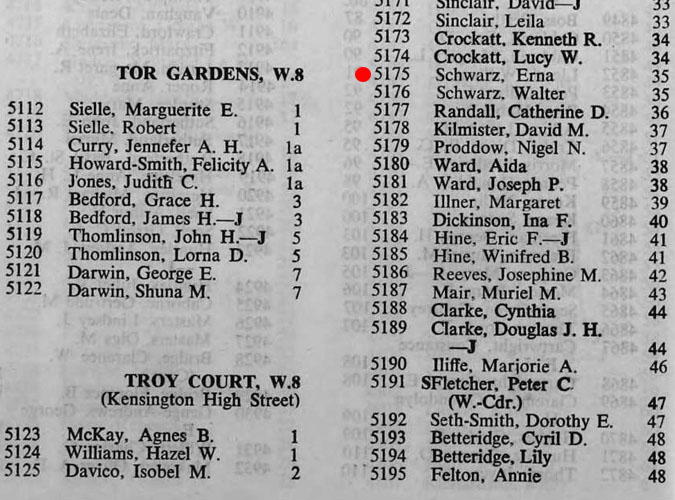 TOR GARDENS, W.8
5112 Sielle, Marguerite E. 1
5113 Sielle, Robert 1
5114 Curry, Jennefer A. H. 1a
5115 Howard-Smith, Felicity A. 1a
5116 Jones, Judith C. 1a
5117 Bedford, Grace H. 3
5118 Bedford, James H.—J 3
5119 Thomlinson, John H.—J 5
5120 Thomlinson, Lorna D. 5
5121 Darwin, George E. 7
5122 Darwin, Shuna M. 7
TROY COURT, W.8
(Kensington High Street)
5123 McKay, Agnes B. 1
5124 Williams, Hazel W. 1
5125 Davico, Isobel M. 2
5171 Sinclair, David—J 33
5172 Sinclair, Leila 33
5173 Crockatt, Kenneth R. 34
5174 Crockatt, Lucy W. 34
5175 Schwarz, Erna 35
5176 Schwarz, Walter 35
5177 Randall, Catherine D. 36
5178 Kilmister, David M. 37
5179 Proddow, Nigel N. 37
5180 Ward, Aida 38
5181 Ward, Joseph P. 38
5182 Illner, Margaret 39
5183 Dickinson, Ina F. 40
5184 Hine, Eric F.—J 41
5185 Hine, Winifred B. 41
5186 Reeves, Josephine M. 42
5187 Mair, Muriel M. 43
5188 Clarke, Cynthia 44
5189 Clarke, Douglas J. H.
—J 44
5190 Iliffe, Marjorie A. 46
5191 SFletcher, Peter C
(W.-Cdr.) 47
5192 Seth-Smith, Dorothy E. 47
5193 Betteridge, Cyril D. 48
5194 Betteridge, Lily 48
5195 Felton, Annie 48